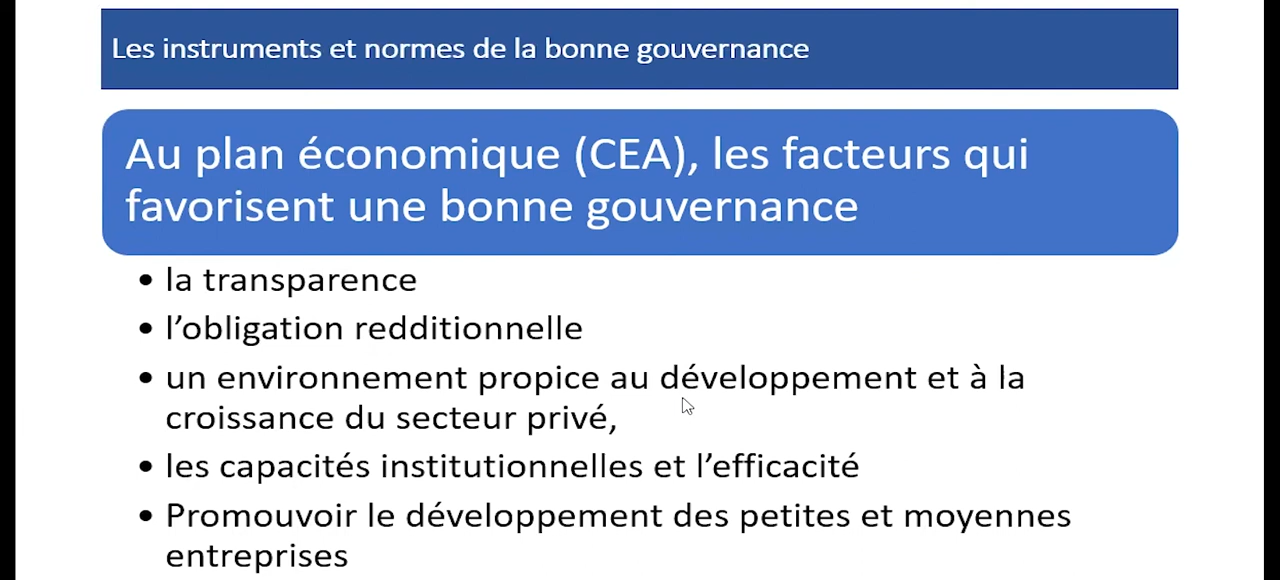 Les instruments et normes de la bonne gouvernance
Au plan économique (CEA), les facteurs qui
favorisent une bonne gouvernance
• la transparence
• l’obligation redditionnelle
• un environnement propice au développement et à la
croissance du secteur privé,
• les capacités institutionnelles et l’efficacité
• Promouvoir le développement des petites et moyennes
entreprises